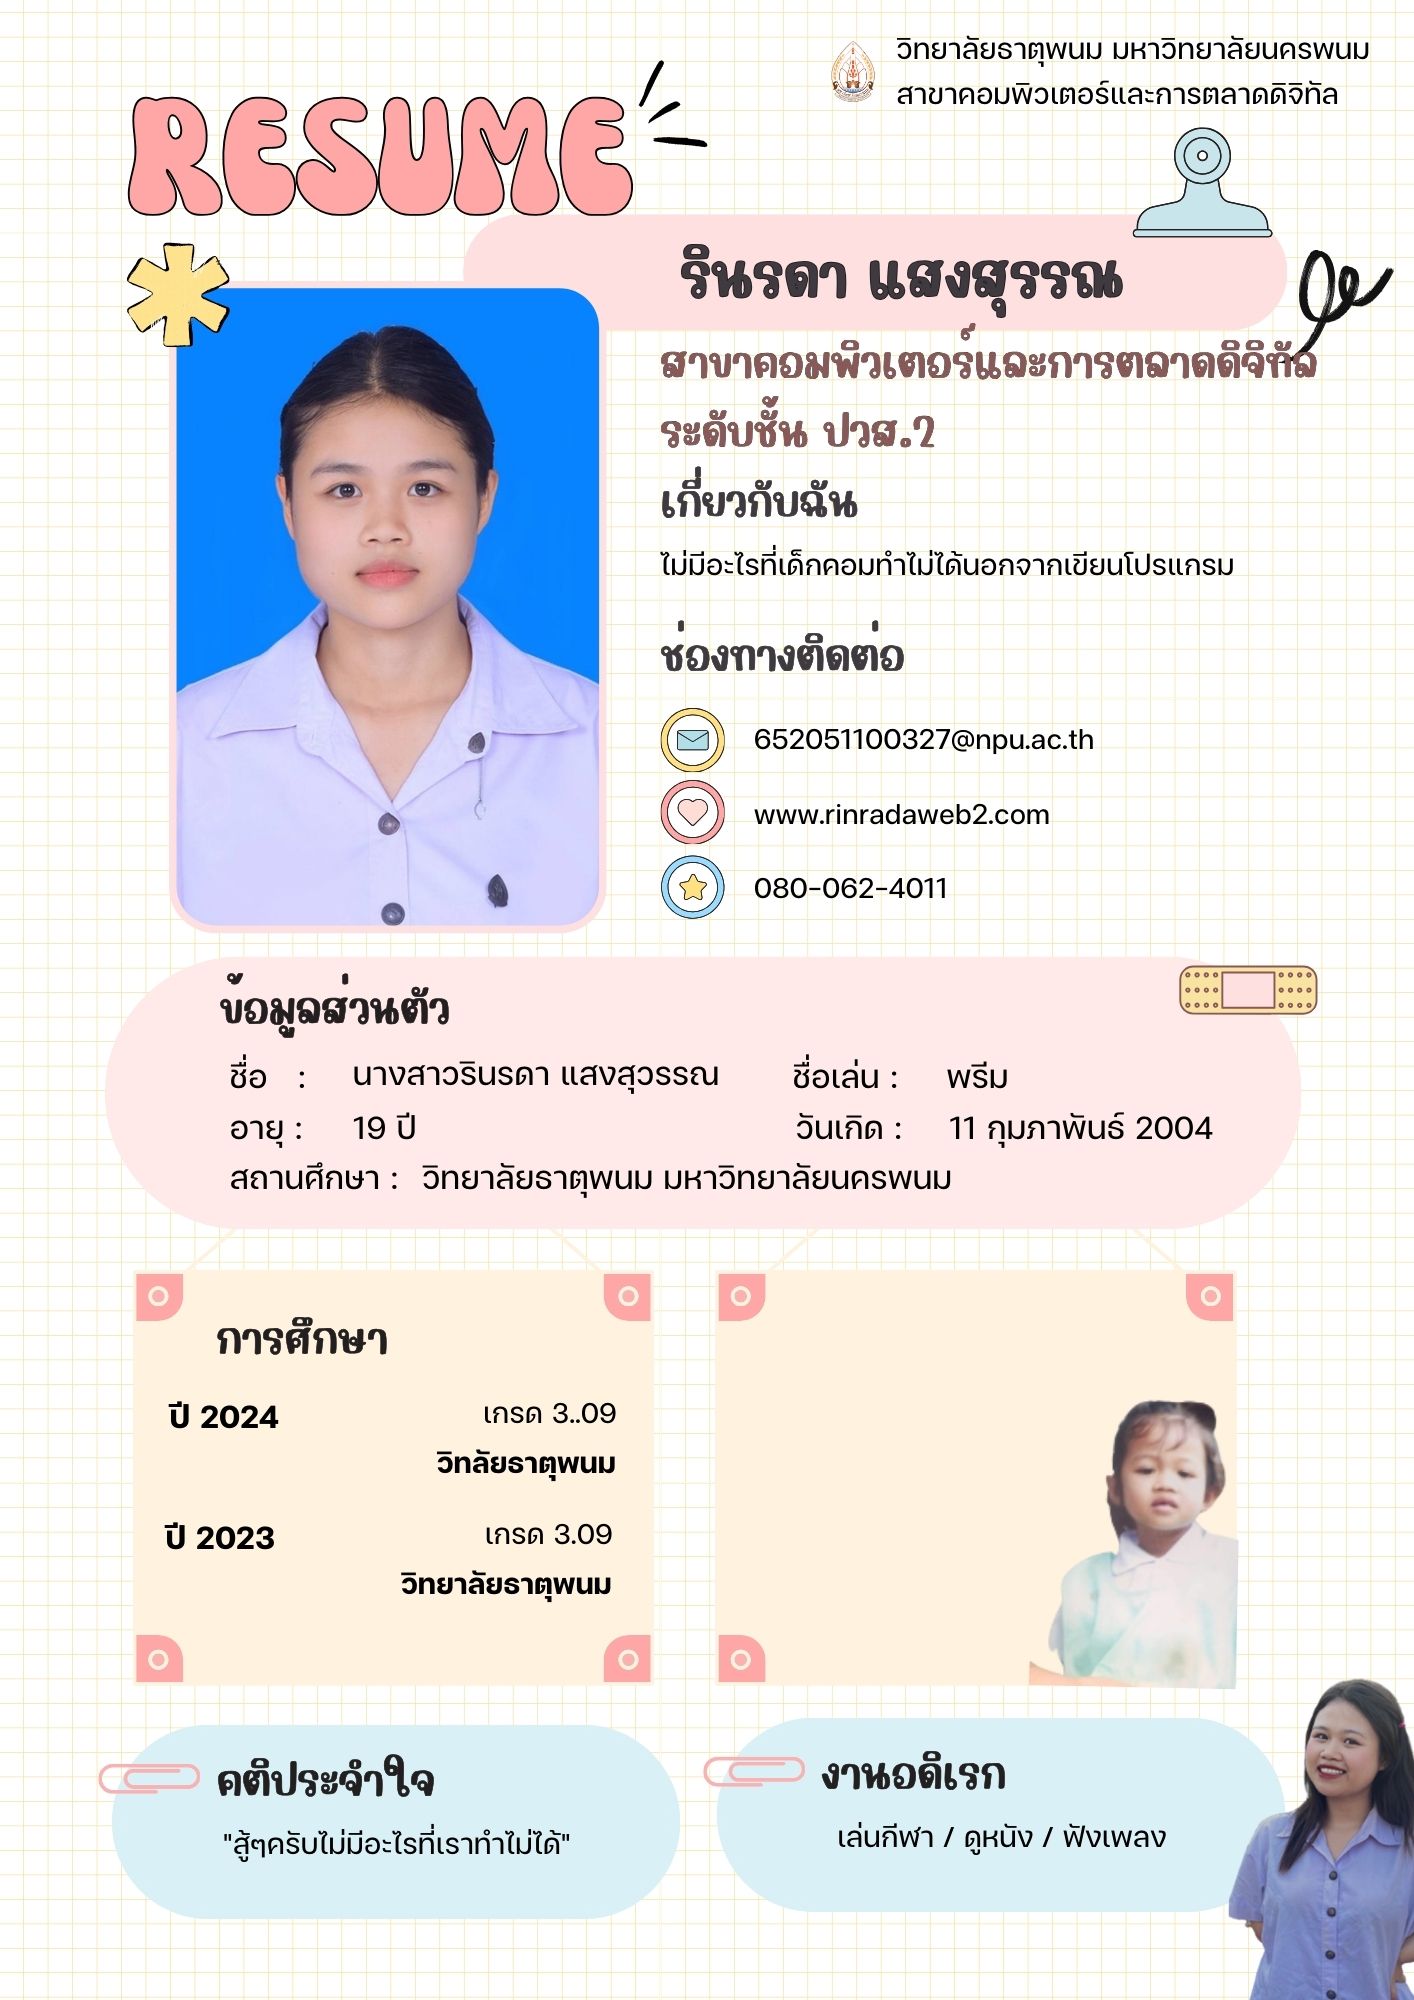 วิทยาลัยธาตุพนม มหาวิทยาลัยนครพนม
สาขาคอมพิวเตอร์และการตลาดดิจิทัล
RESUME
รินรดา แสงสุรรณ
สาขาคอมพิวเตอร์และการตลาดดิจิทัล
ระดับชั้น ปวส.2
เกี่ยวกับฉัน
ไม่มีอะไรที่เด็กคอมทำไม่ได้นอกจากเขียนโปรแกรม
ช่องทางติดต่อ
652051100327@npu.ac.th
www.rinradaweb2.com
080-062-4011
ข้อมูลส่วนตัว
ชื่อ : นางสาวรินรดา แสงสุวรรณ ชื่อเล่น : พรีม
อายุ : 19 ปี วันเกิด : 11 กุมภาพันธ์ 2004
สถานศึกษา : วิทยาลัยธาตุพนม มหาวิทยาลัยนครพนม
การศึกษา
ปี 2024 เกรด 3..09
วิทลัยธาตุพนม
ปี 2023 เกรด 3.09
วิทยาลัยธาตุพนม
คติประจำใจ
"สู้ๆครับไม่มีอะไรที่เราทำไม่ได้"
งานอดิเรก
เล่นกีฬา / ดูหนัง / ฟังเพลง